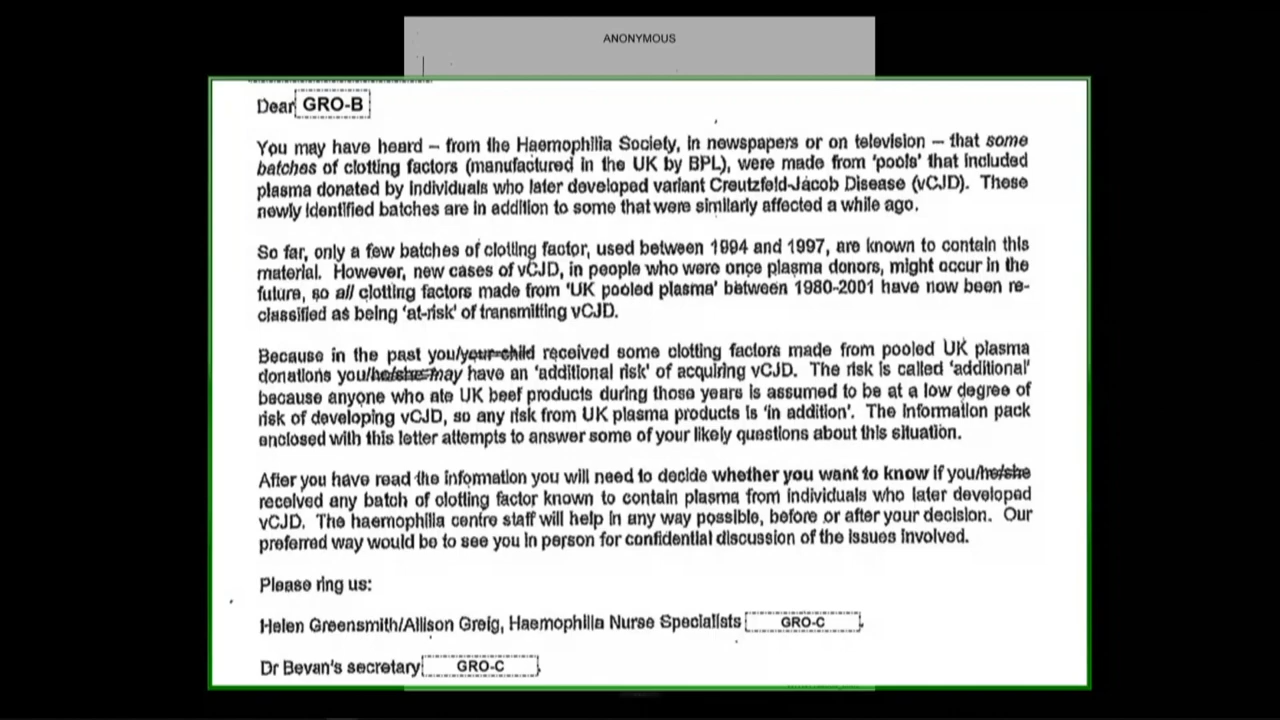 ANONYMOUS
Dear GRO-B
You may have heard – from the Haemophilia Society, in newspapers or on television – that some
batches of clotting factors (manufactured in the UK by BPL), were made from 'pools' that included
plasma donated by individuals who later developed variant Creutzfeld-Jacob Disease (vCJD). These
newly identified batches are in addition to some that were similarly affected a while ago.
So far, only a few batches of clotting factor, used between 1994 and 1997, are known to contain this
material. However, new cases of vCJD, in people who were once plasma donors, might occur in the
future, so all clotting factors made from 'UK pooled plasma' between 1980-2001 have now been re-
classified as being 'at-risk' of transmitting vCJD.
Because in the past you/your child received some clotting factors made from pooled UK plasma
donations you/he/she may have an 'additional risk' of acquiring vCJD. The risk is called 'additional'
because anyone who ate UK beef products during those years is assumed to be at a low degree of
risk of developing vCJD, so any risk from UK plasma products is 'in addition'. The information pack
enclosed with this letter attempts to answer some of your likely questions about this situation.
After you have read the information you will need to decide whether you want to know if you/he/she
received any batch of clotting factor known to contain plasma from individuals who later developed
vCJD. The haemophilia centre staff will help in any way possible, before or after your decision. Our
preferred way would be to see you in person for confidential discussion of the issues involved.
Please ring us:
Helen Greensmith/Allison Greig, Haemophilia Nurse Specialists GRO-C
Dr Bevan's secretary GRO-C